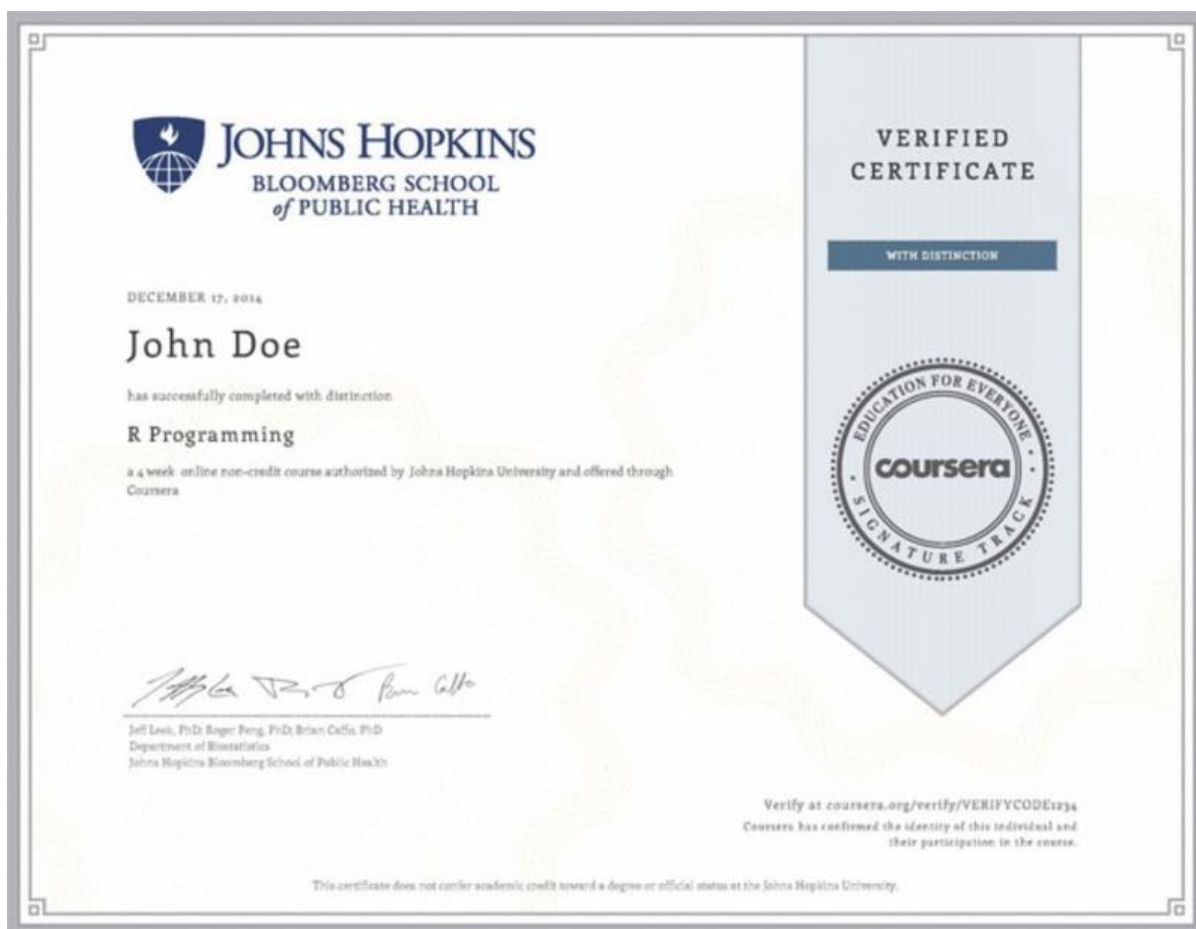 JOHNS HOPKINS
BLOOMBERG SCHOOL
of PUBLIC HEALTH
DECEMBER 17, 2014
John Doe
has successfully completed with distinction
R Programming
a 4 week online non-credit course authorized by Johns Hopkins University and offered through
Coursera
Jeff Leek, PhD; Roger Peng, PhD; Brian Caffo, PhD
Department of Biostatistics
Johns Hopkins Bloomberg School of Public Health
VERIFIED
CERTIFICATE
WITH DISTINCTION
EDUCATION FOR EVERYONE
coursera
SIGNATURE TRACK
Verify at coursera.org/verify/VERIFYCODE1234
Coursera has confirmed the identity of this individual and
their participation in the course.
This certificate does not confer academic credit toward a degree or official status at the Johns Hopkins University.